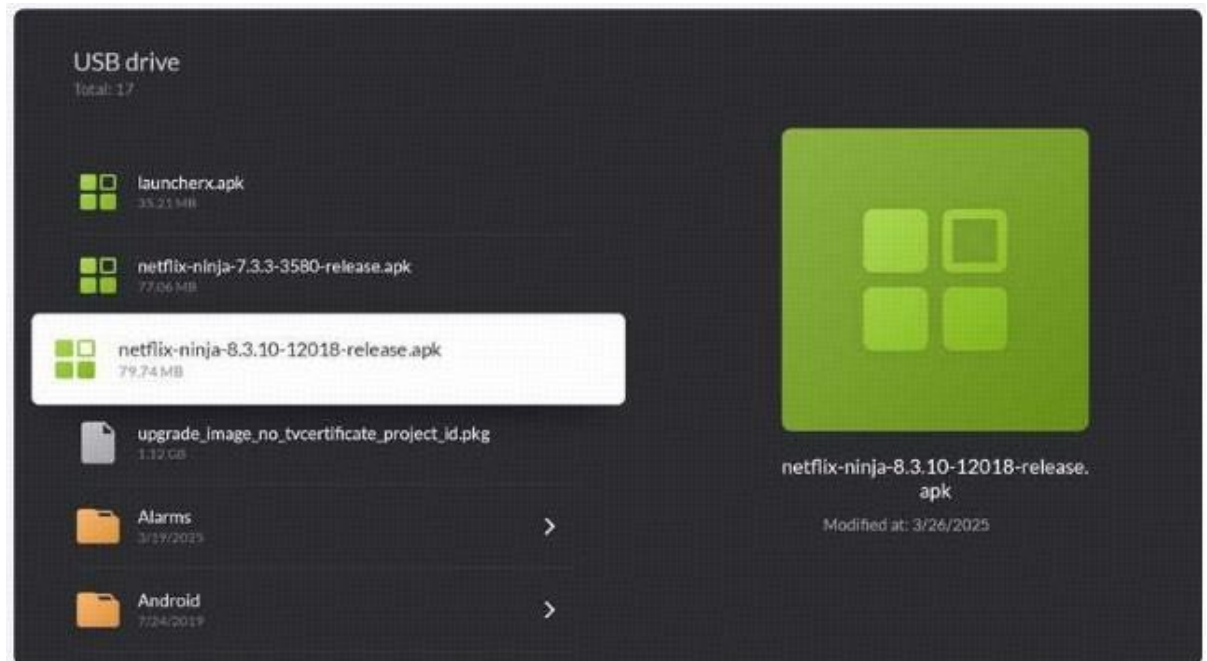 USB drive
Total: 17
launcherx.apk
35.21 MB
netflix-ninja-7.3.3-3580-release.apk
77.06 MB
netflix-ninja-8.3.10-12018-release.apk
79.74 MB
upgrade_image_no_tvcertificate_project_id.pkg
1.12 GB
Alarms
3/19/2025
Android
7/24/2019
netflix-ninja-8.3.10-12018-release.
apk
Modified at: 3/26/2025